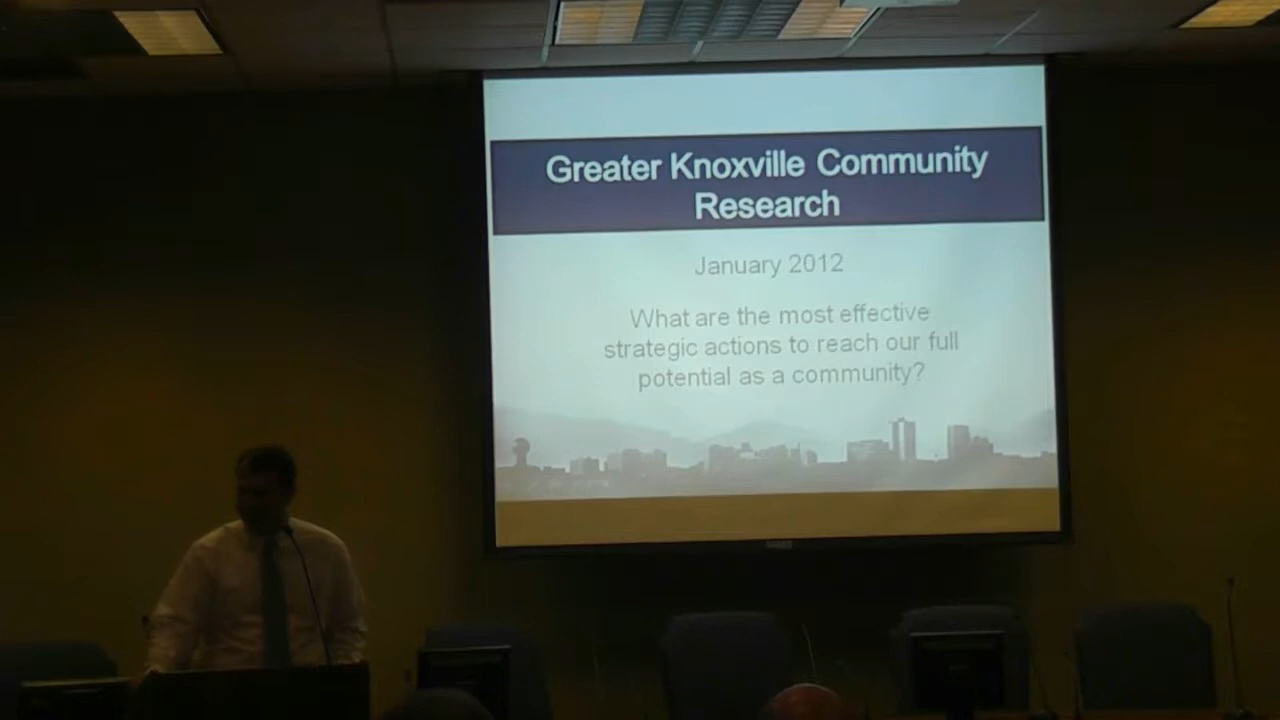 Greater Knoxville Community
Research
January 2012
What are the most effective
strategic actions to reach our full
potential as a community?